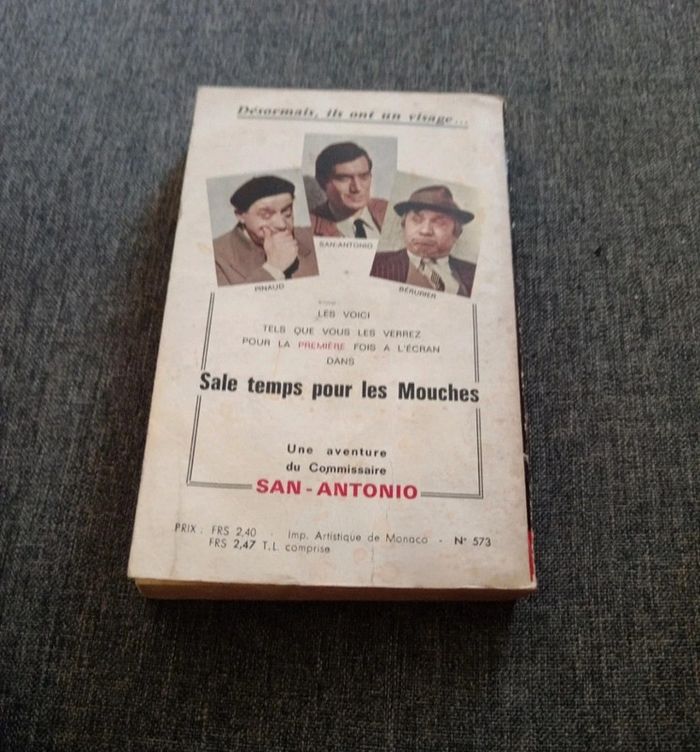 Désormais, ils ont un visage...
SAN-ANTONIO
PINAUD
BÉRURIER
LES VOICI
TELS QUE VOUS LES VERREZ
POUR LA PREMIÈRE FOIS A L'ÉCRAN
DANS
Sale temps pour les Mouches
Une aventure
du Commissaire
SAN-ANTONIO
PRIX : FRS 2,40 - Imp. Artistique de Monaco - N° 573
FRS 2,47 T.L. comprise